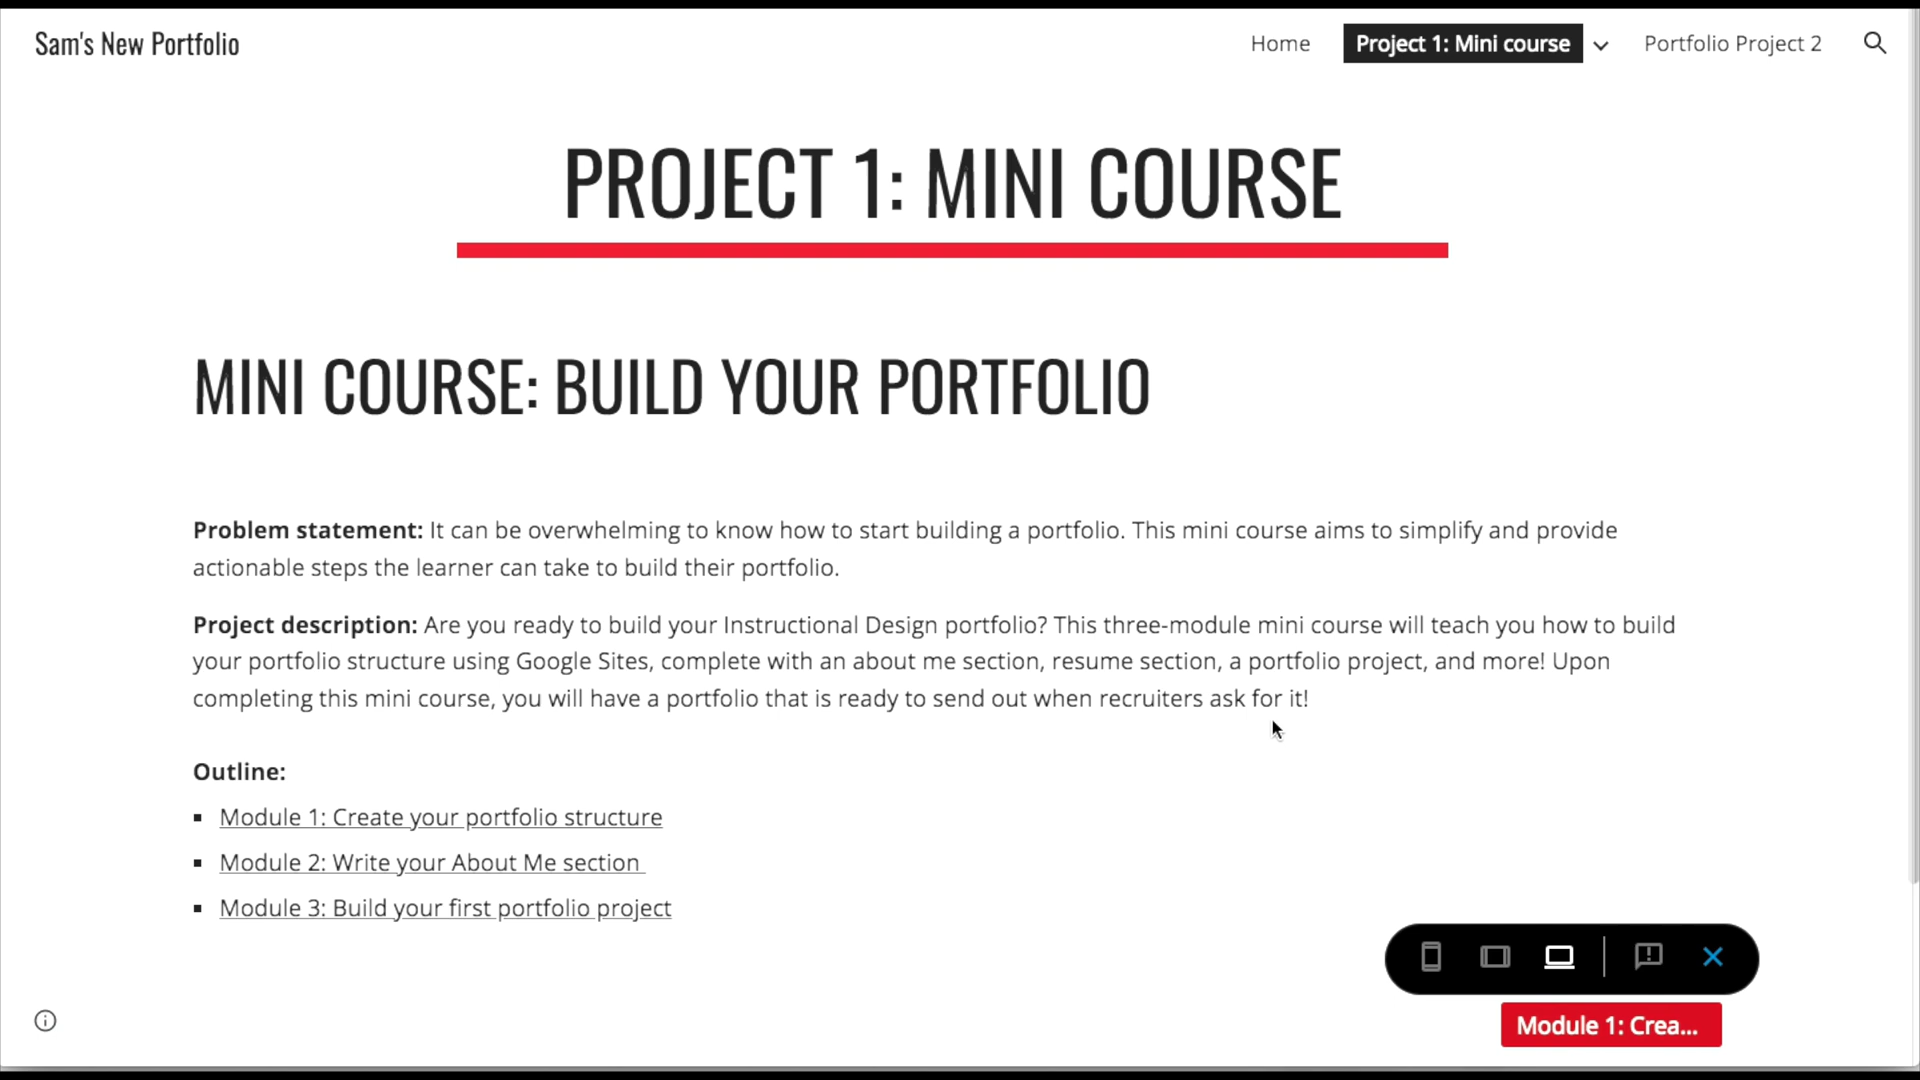 Sam's New Portfolio
Home
Project 1: Mini course
Portfolio Project 2
PROJECT 1: MINI COURSE
MINI COURSE: BUILD YOUR PORTFOLIO
Problem statement: It can be overwhelming to know how to start building a portfolio. This mini course aims to simplify and provide
actionable steps the learner can take to build their portfolio.
Project description: Are you ready to build your Instructional Design portfolio? This three-module mini course will teach you how to build
your portfolio structure using Google Sites, complete with an about me section, resume section, a portfolio project, and more! Upon
completing this mini course, you will have a portfolio that is ready to send out when recruiters ask for it!
Outline:
Module 1: Create your portfolio structure
Module 2: Write your About Me section
Module 3: Build your first portfolio project
Module 1: Crea...